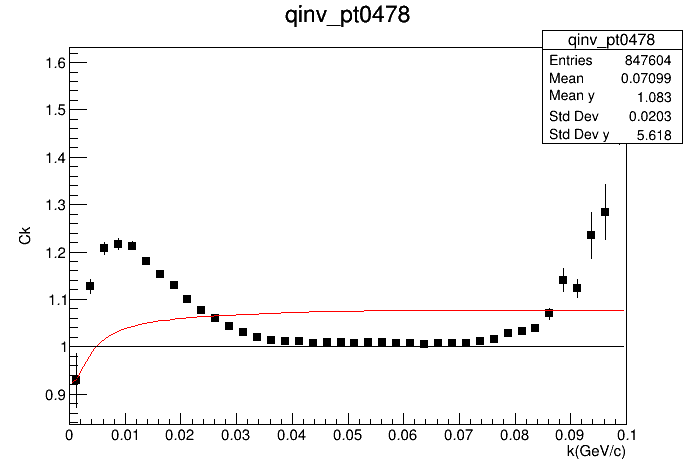 qinv_pt0478
qinv_pt0478
Entries 847604
Mean 0.07099
Mean y 1.083
Std Dev 0.0203
Std Dev y 5.618
1.6
1.5
1.4
1.3
1.2
1.1
1
0.9
Ck
0 0.01 0.02 0.03 0.04 0.05 0.06 0.07 0.08 0.09 0.1
k(GeV/c)